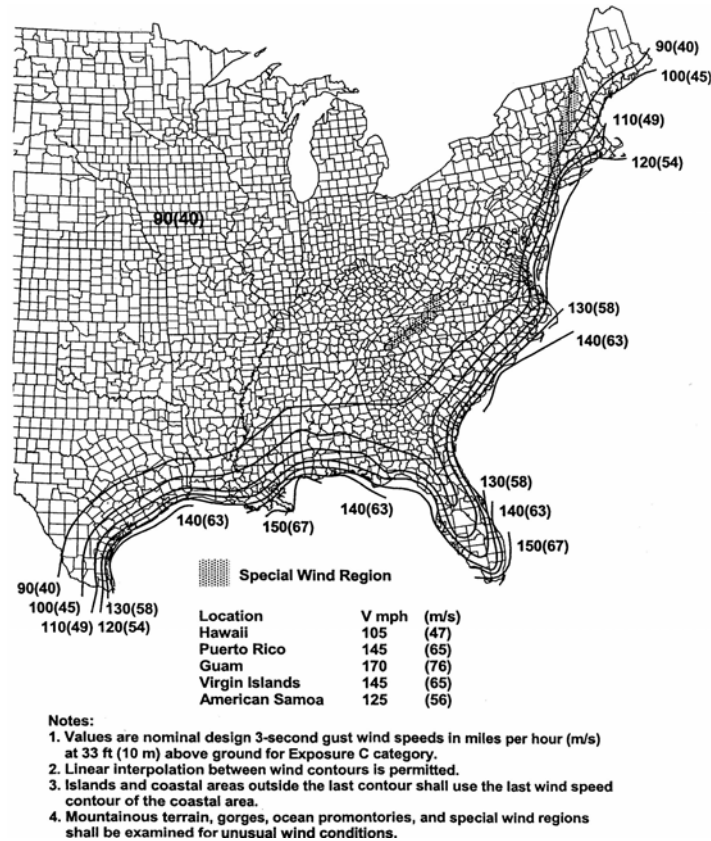 90(40)
100(45)
110(49)
120(54)
90(40)
130(58)
140(63)
130(58)
140(63)
150(67)
140(63)
150(67)
140(63)
90(40)
100(45) 130(58)
110(49) 120(54)
Special Wind Region
Location V mph (m/s)
Hawaii 105 (47)
Puerto Rico 145 (65)
Guam 170 (76)
Virgin Islands 145 (65)
American Samoa 125 (56)
Notes:
1. Values are nominal design 3-second gust wind speeds in miles per hour (m/s)
at 33 ft (10 m) above ground for Exposure C category.
2. Linear interpolation between wind contours is permitted.
3. Islands and coastal areas outside the last contour shall use the last wind speed
contour of the coastal area.
4. Mountainous terrain, gorges, ocean promontories, and special wind regions
shall be examined for unusual wind conditions.